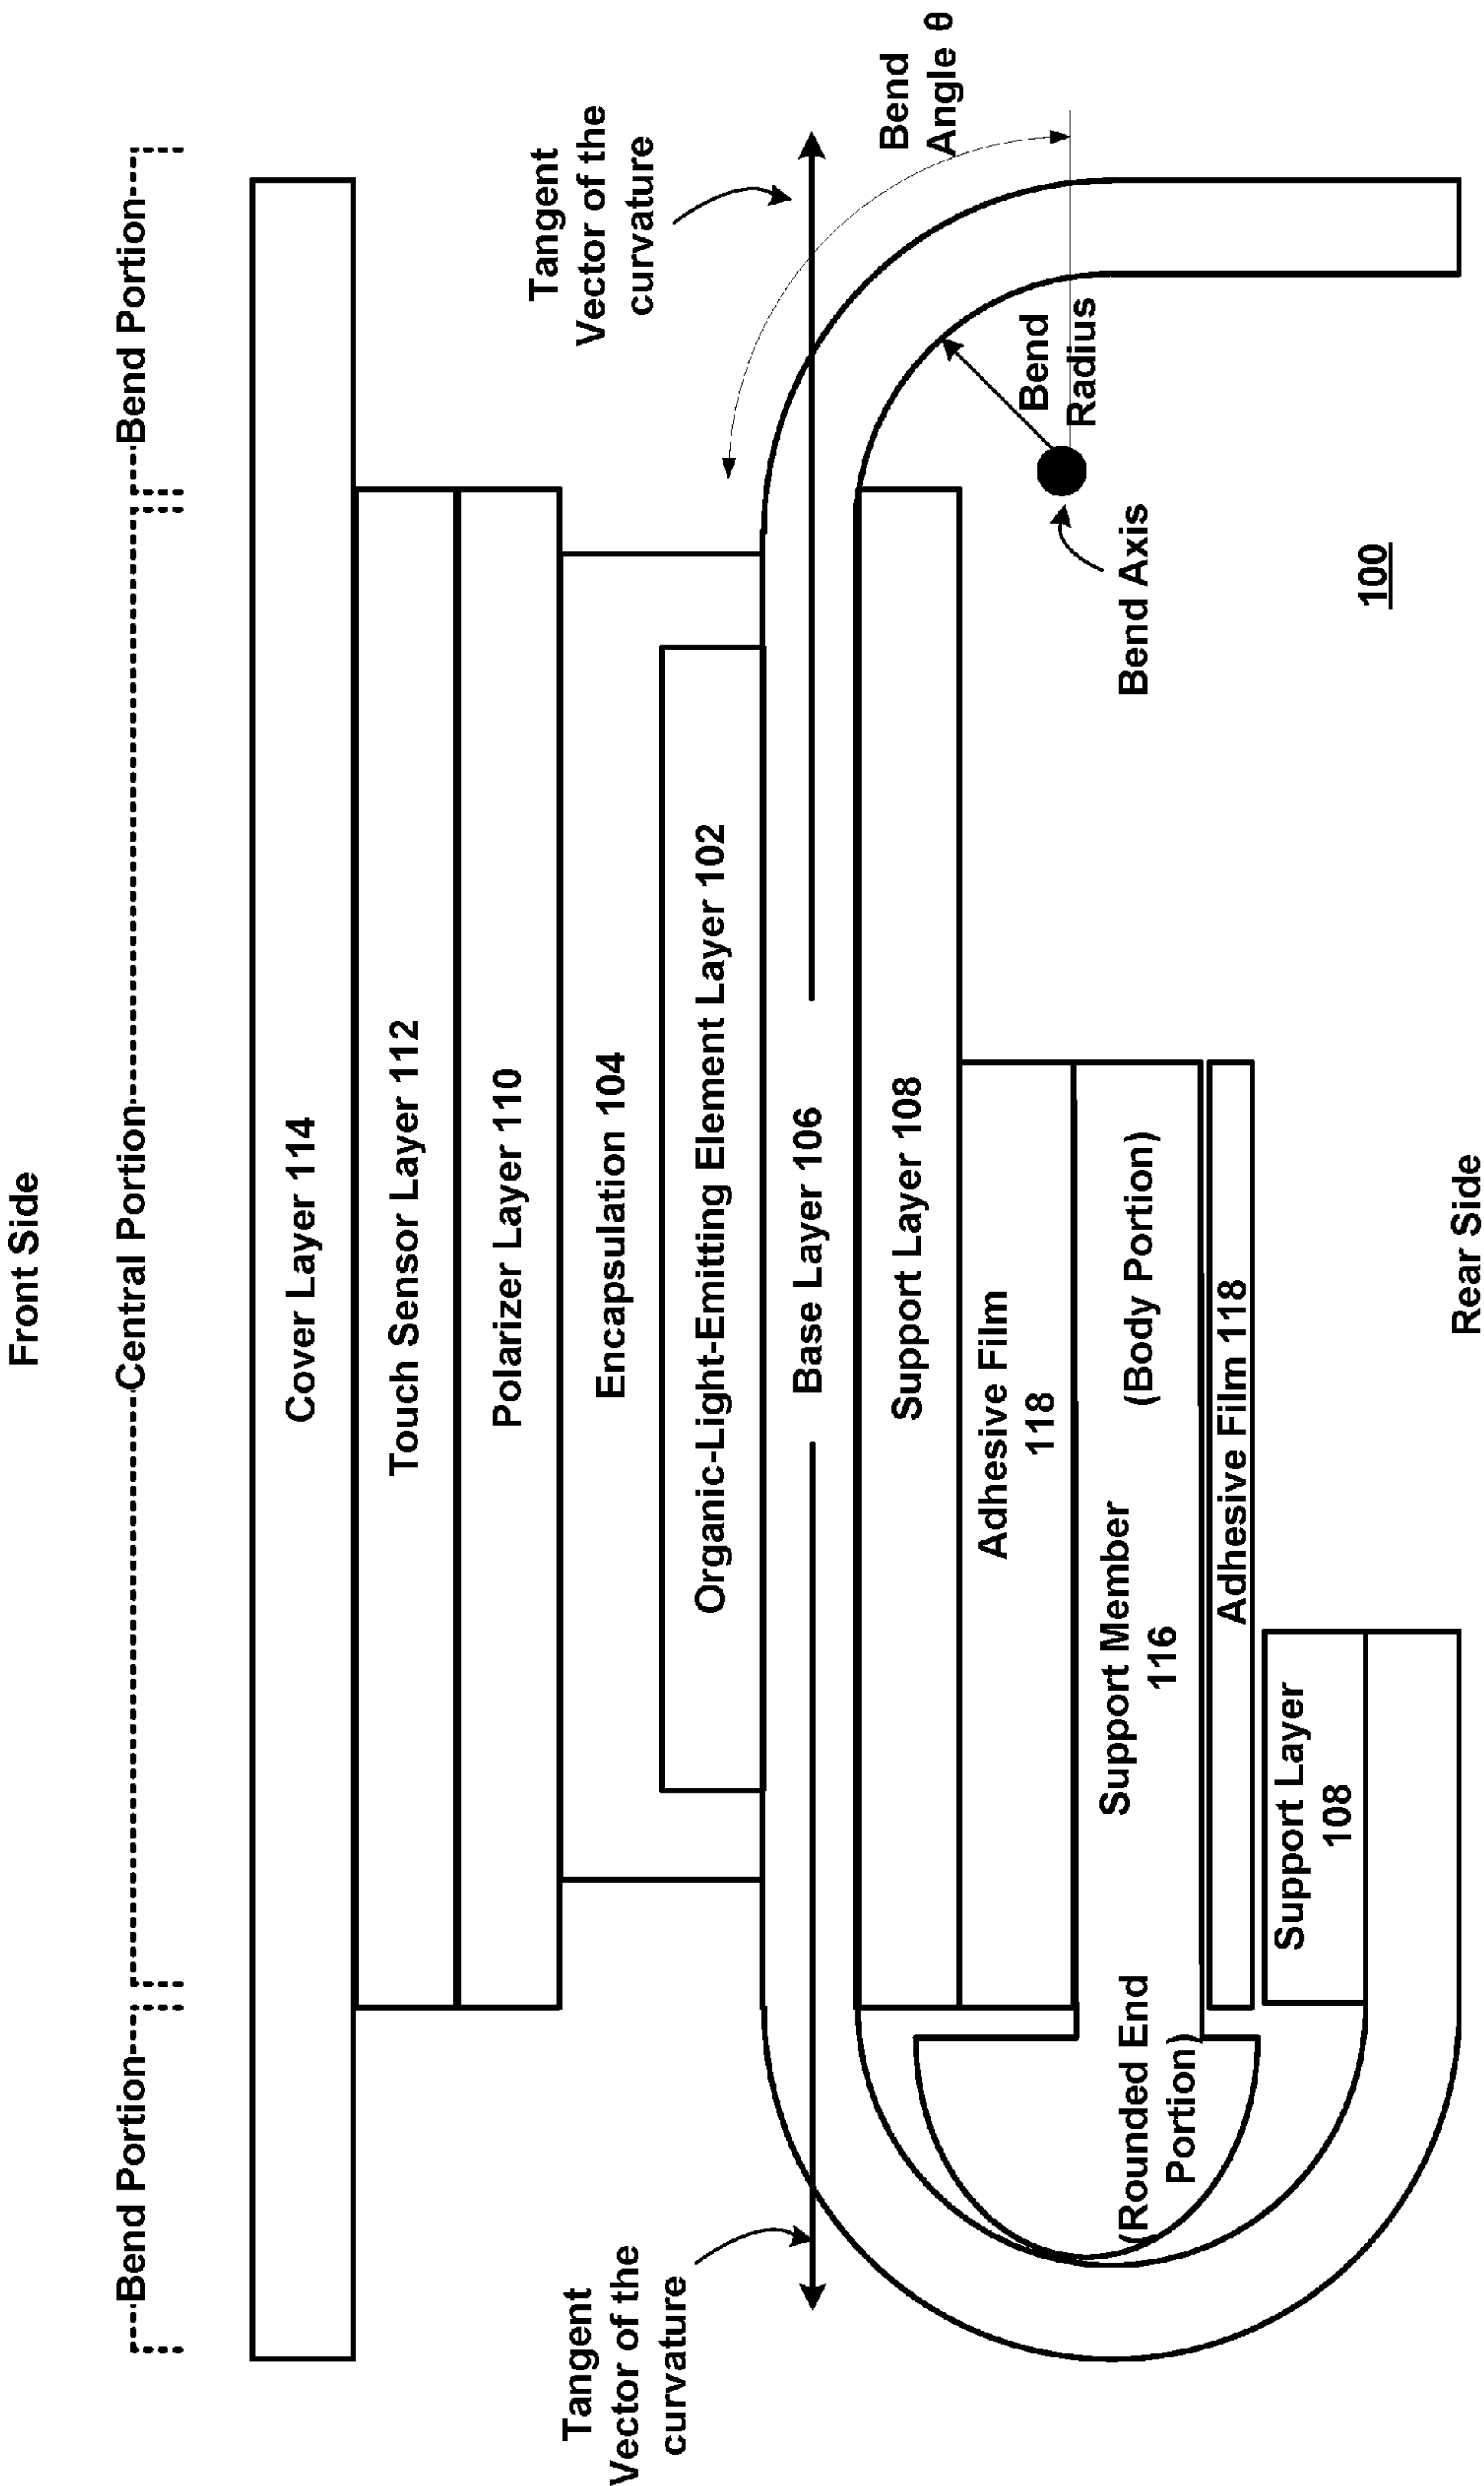 Front Side
Bend Portion
Central Portion
Bend Portion
Cover Layer 114
Touch Sensor Layer 112
Polarizer Layer 110
Encapsulation 104
Organic-Light-Emitting Element Layer 102
Tangent
Vector of the
curvature
Tangent
Vector of the
curvature
Base Layer 106
Bend
Angle θ
Support Layer 108
Adhesive Film
118
Bend
Radius
Bend Axis
Support Member
116
(Body Portion)
(Rounded End
Portion)
Adhesive Film 118
Support Layer
108
100
Rear Side